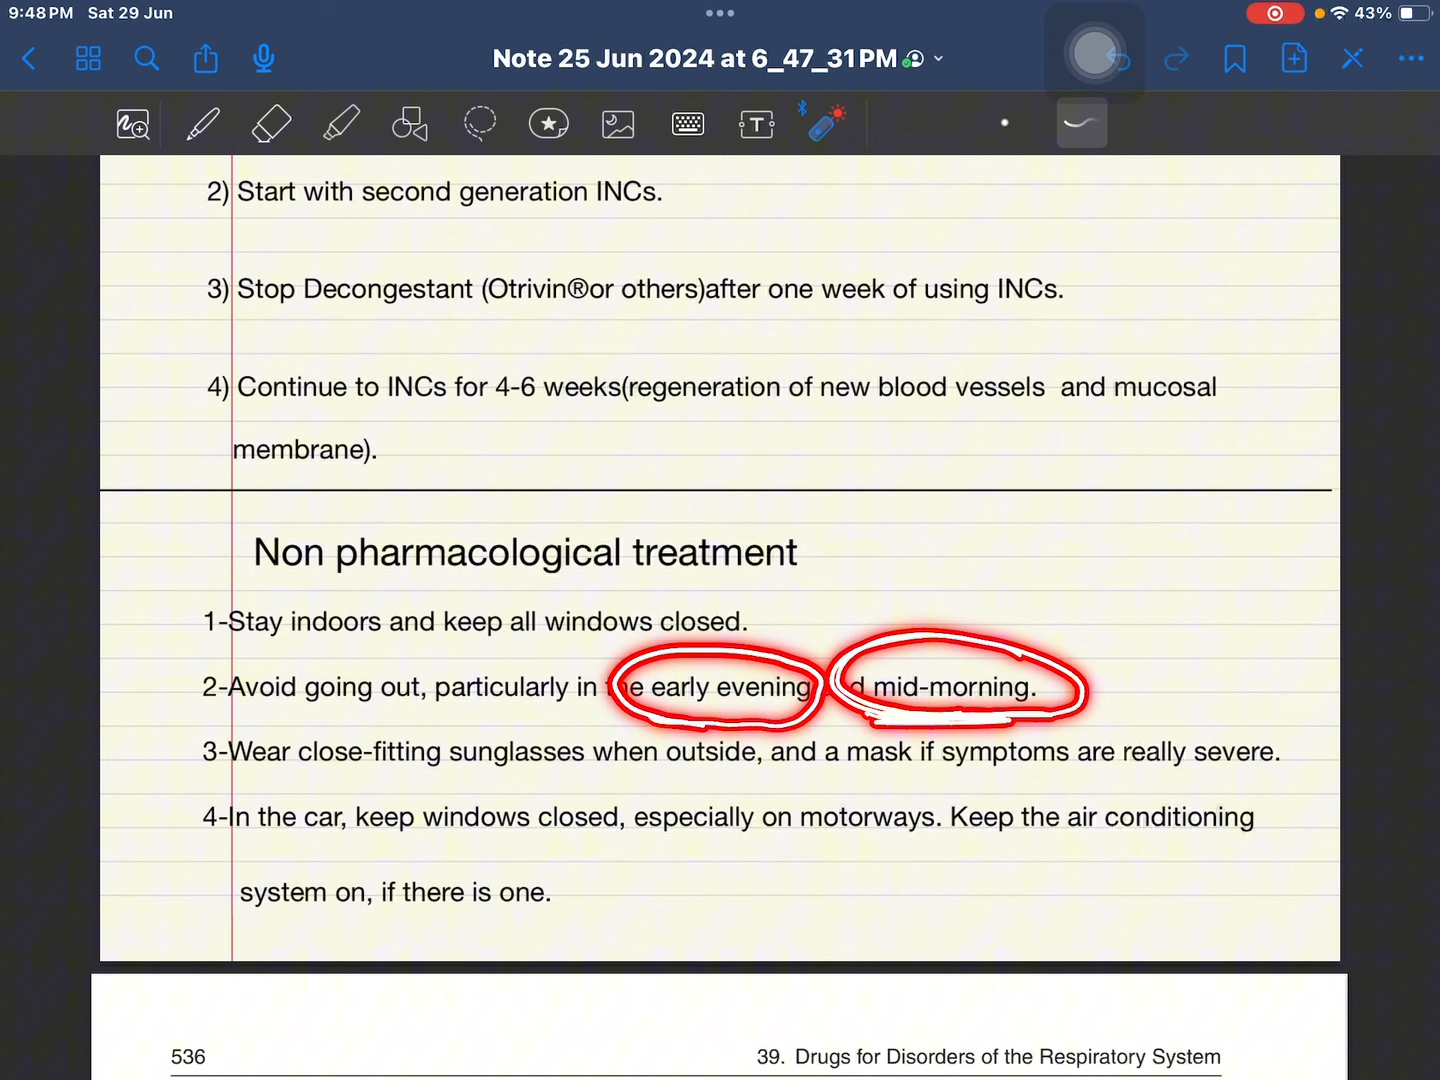 9:48 PM Sat 29 Jun
43%
Note 25 Jun 2024 at 6_47_31 PM
2) Start with second generation INCs.
3) Stop Decongestant (Otrivin®or others)after one week of using INCs.
4) Continue to INCs for 4-6 weeks(regeneration of new blood vessels and mucosal
membrane).
Non pharmacological treatment
1-Stay indoors and keep all windows closed.
2-Avoid going out, particularly in the early evening mid-morning.
3-Wear close-fitting sunglasses when outside, and a mask if symptoms are really severe.
4-In the car, keep windows closed, especially on motorways. Keep the air conditioning
system on, if there is one.
536 39. Drugs for Disorders of the Respiratory System